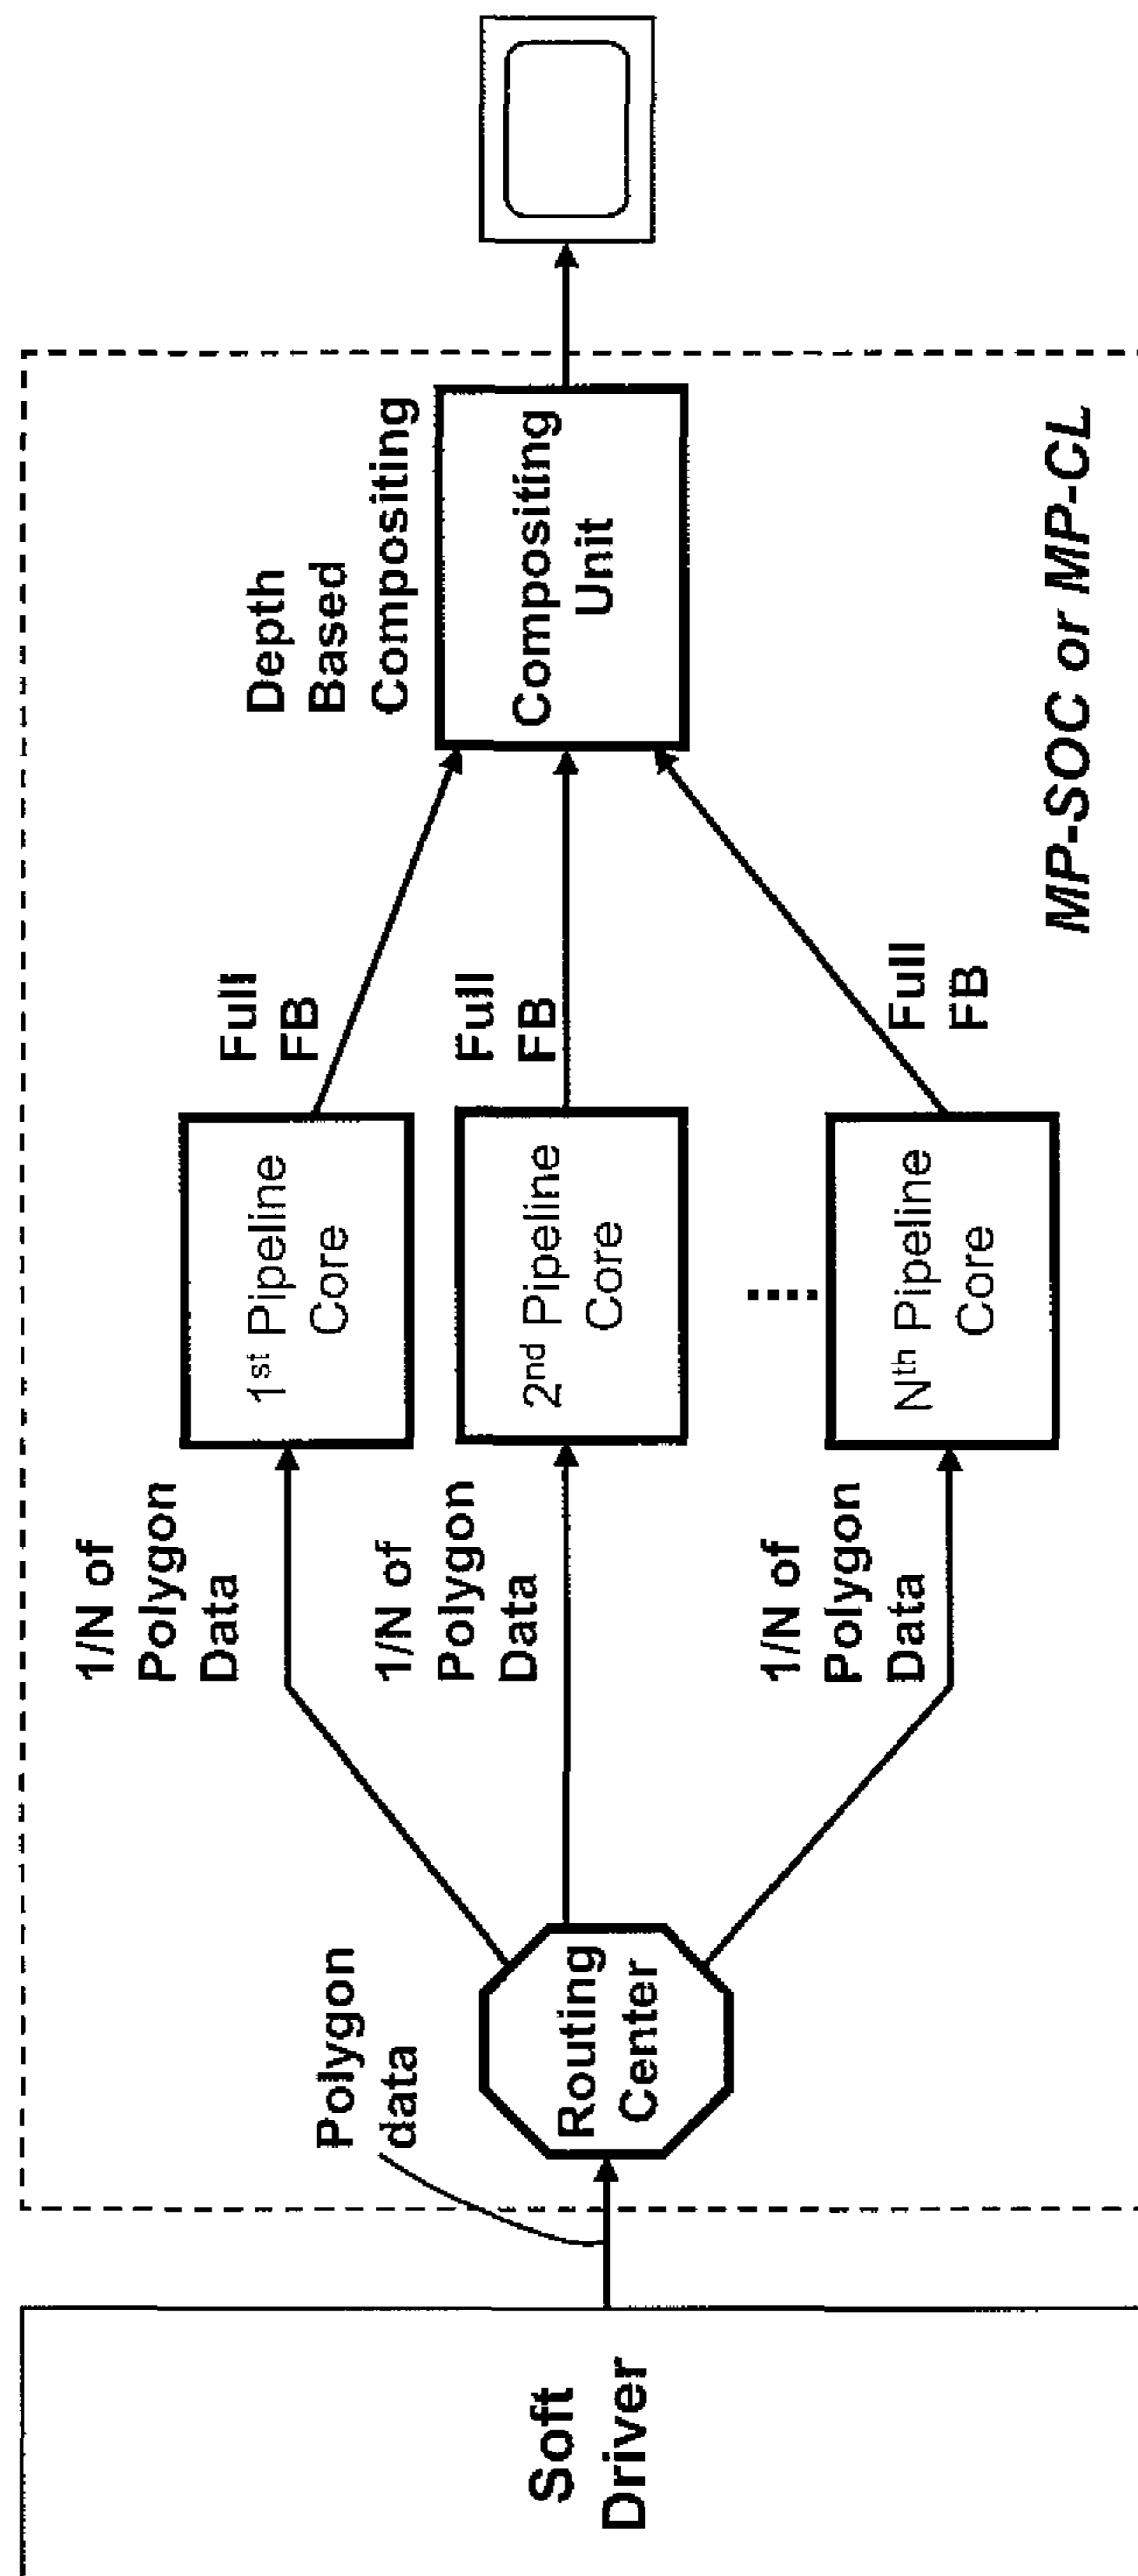 Soft
Driver
Polygon
data
Routing
Center
1/N of
Polygon
Data
1/N of
Polygon
Data
1/N of
Polygon
Data
1st Pipeline
Core
2nd Pipeline
Core
Nth Pipeline
Core
Full
FB
Full
FB
Full
FB
Depth
Based
Compositing
Compositing
Unit
MP-SOC or MP-CL